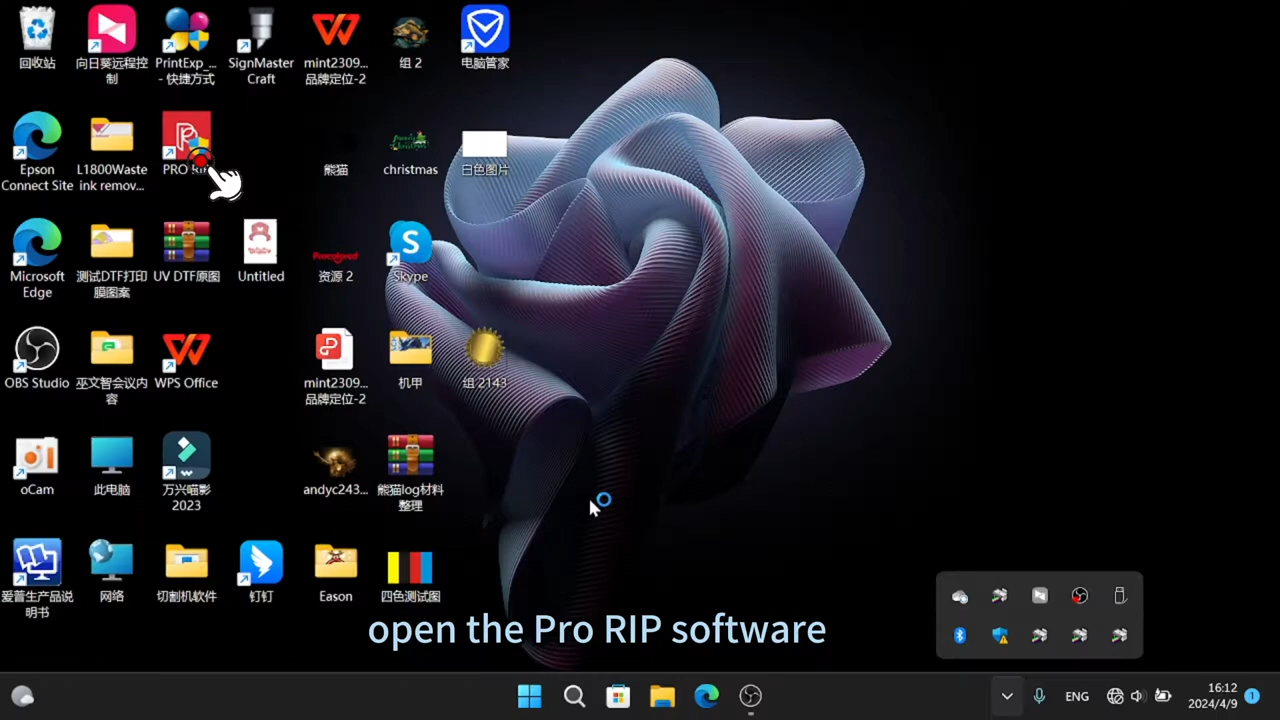 回收站
向日葵远程控
制
PrintExp_...
- 快捷方式
SignMaster
Craft
mint2309...
品牌定位-2
组 2
电脑管家
Epson
Connect Site
L1800Waste
ink remov...
熊猫
christmas
白色图片
Microsoft
Edge
测试DTF打印
膜图案
UV DTF原图
Untitled
资源 2
Skype
OBS Studio
巫文智会议内
容
WPS Office
mint2309...
品牌定位-2
机甲
组 2143
oCam
此电脑
万兴喵影
2023
andyc243...
熊猫log材料
整理
爱普生产品说
明书
网络
切割机软件
钉钉
Eason
四色测试图
open the Pro RIP software
ENG
16:12
2024/4/9
1